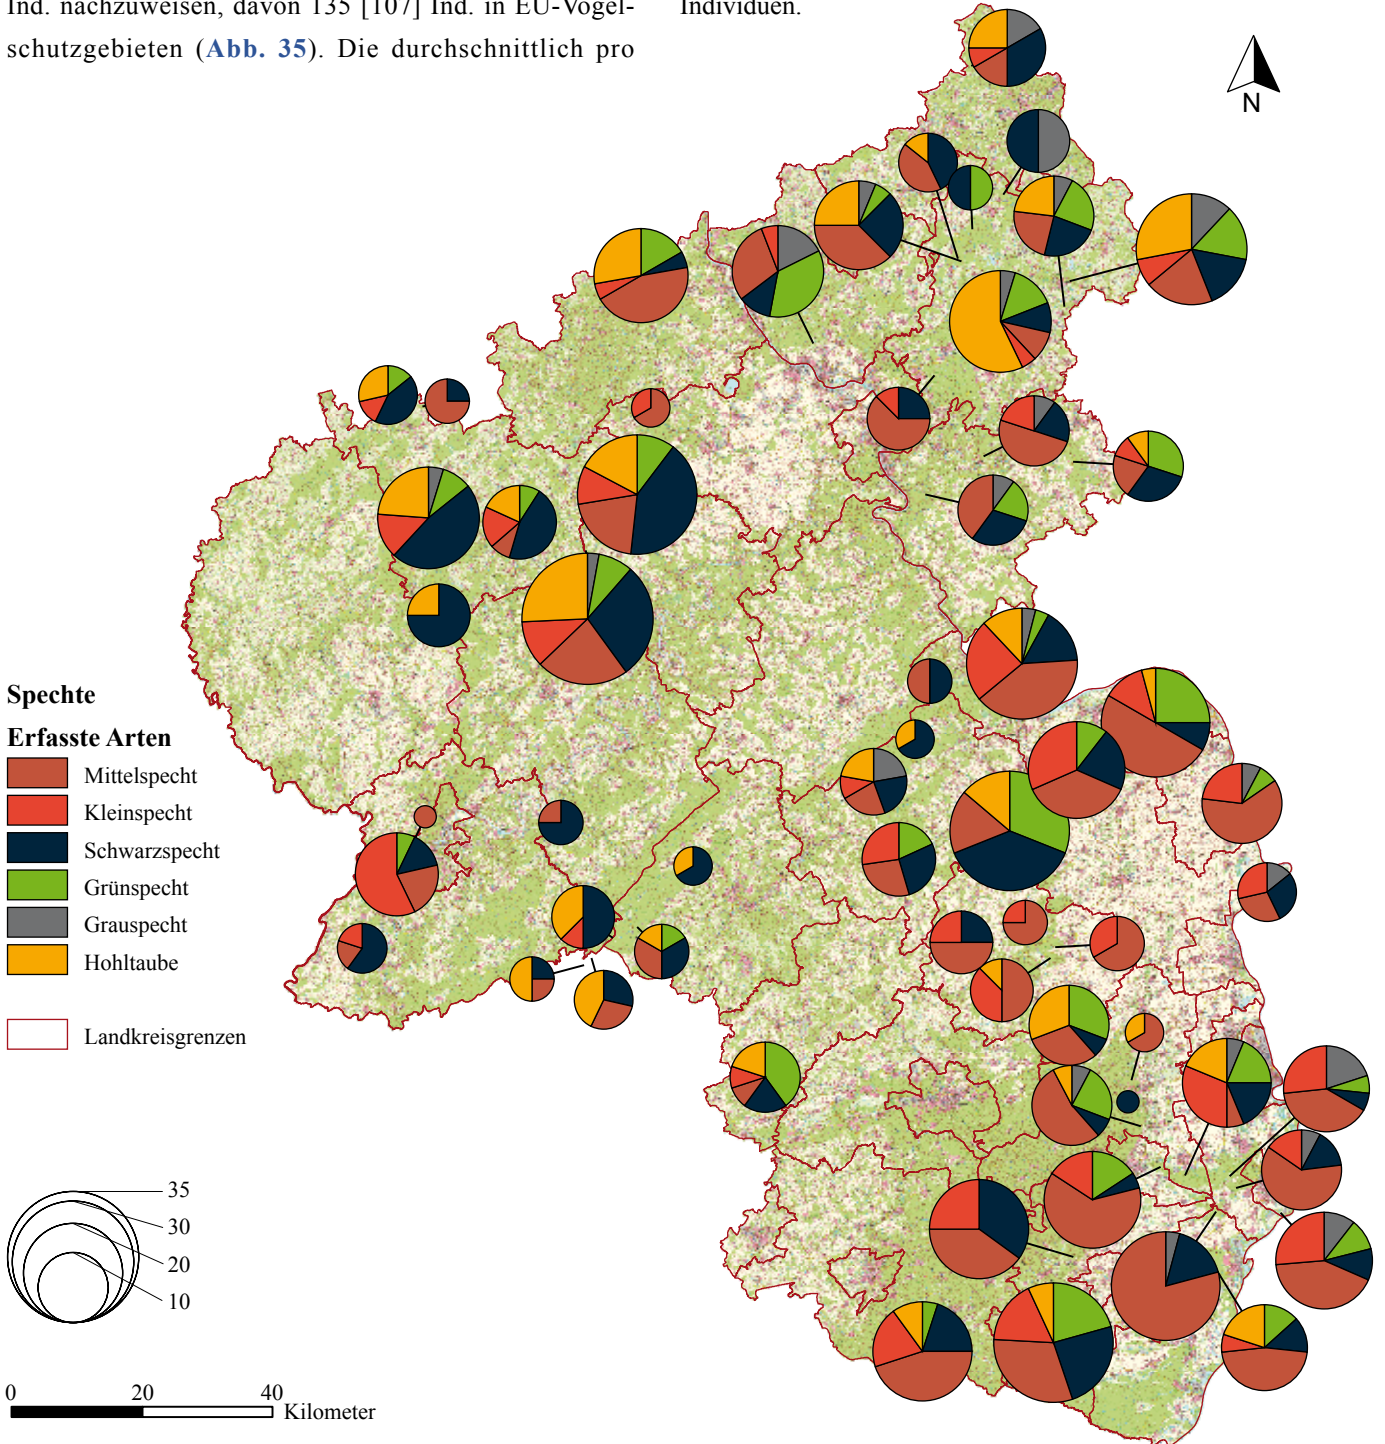 Ind. nachzuweisen, davon 135 [107] Ind. in EU-Vogel-
schutzgebieten (Abb. 35). Die durchschnittlich pro
Individuen.
N
Spechte
Erfasste Arten
Mittelspecht
Kleinspecht
Schwarzspecht
Grünspecht
Grauspecht
Hohltaube
Landkreisgrenzen
35
30
20
10
0 20 40
Kilometer